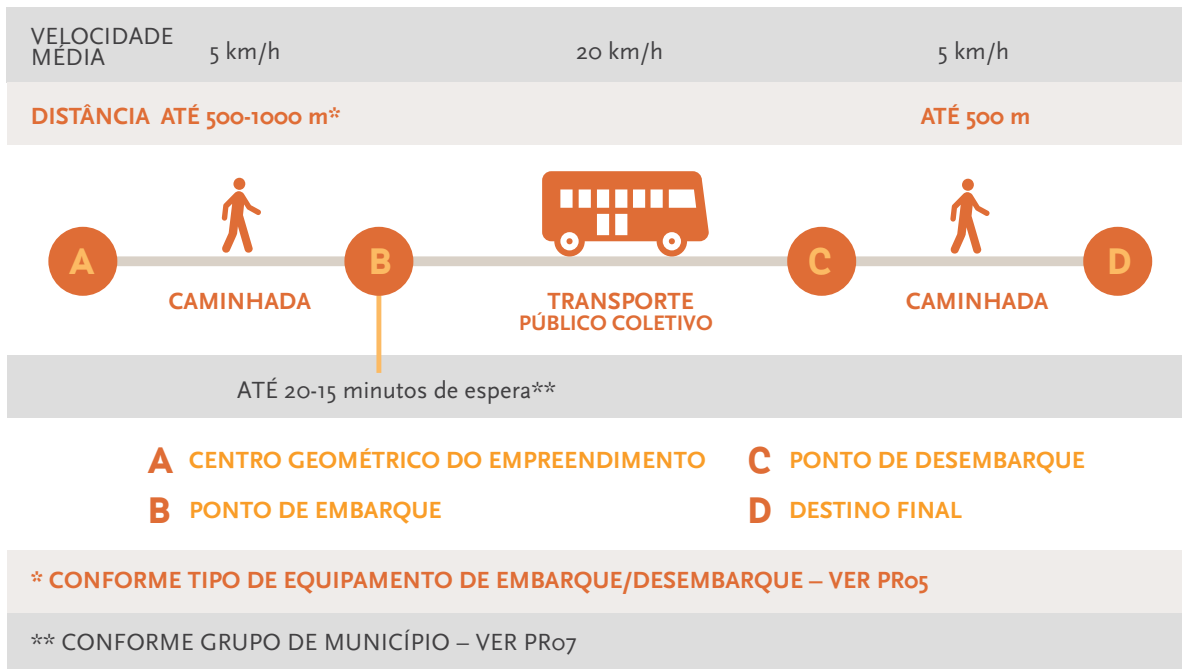 VELOCIDADE
MÉDIA
5 km/h
20 km/h
5 km/h
DISTÂNCIA ATÉ 500-1000 m*
ATÉ 500 m
A
B
C
D
CAMINHADA
TRANSPORTE
PÚBLICO COLETIVO
CAMINHADA
ATÉ 20-15 minutos de espera**
A CENTRO GEOMÉTRICO DO EMPREENDIMENTO
C PONTO DE DESEMBARQUE
B PONTO DE EMBARQUE
D DESTINO FINAL
* CONFORME TIPO DE EQUIPAMENTO DE EMBARQUE/DESEMBARQUE – VER PR05
** CONFORME GRUPO DE MUNICÍPIO – VER PR07